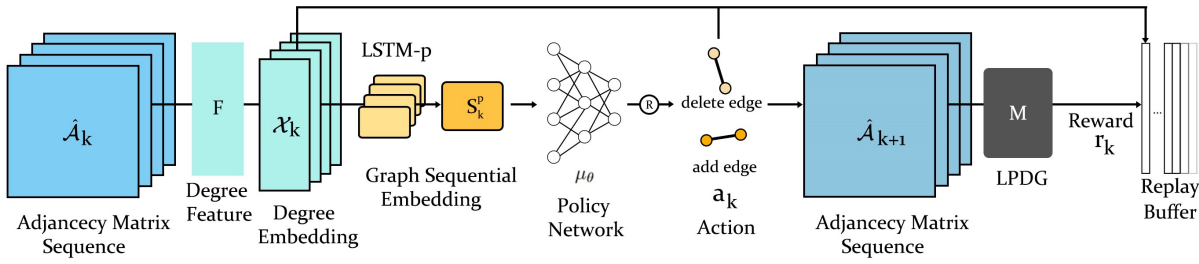 Âk
Adjancecy Matrix
Sequence
F
Degree
Feature
Xk
Degree
Embedding
LSTM-p
S_k^p
Graph Sequential
Embedding
μθ
Policy
Network
R
delete edge
add edge
ak
Action
Âk+1
Adjancecy Matrix
Sequence
M
LPDG
Reward
rk
...
Replay
Buffer